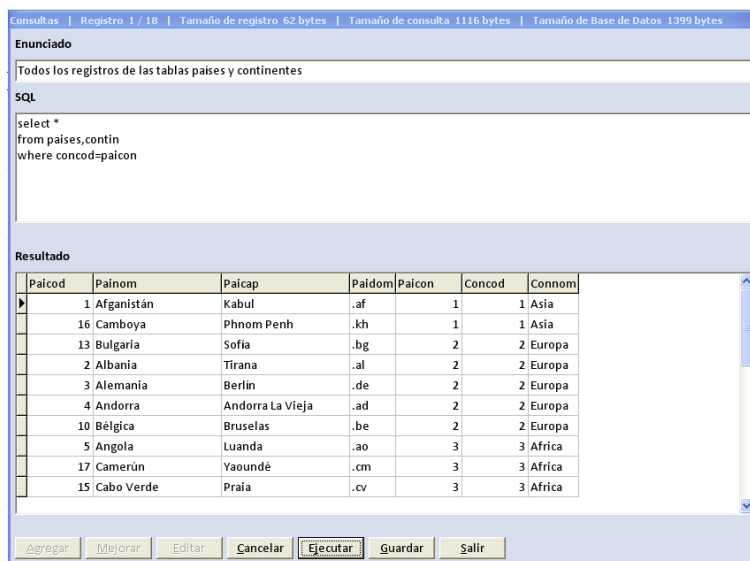 Consultas | Registro 1 / 18 | Tamaño de registro 62 bytes | Tamaño de consulta 1116 bytes | Tamaño de Base de Datos 1399 bytes
Enunciado
Todos los registros de las tablas países y continentes
SQL
select *
from paises,contin
where concod=paicon
Resultado
Paicod Painom Paicap Paidom Paicon Concod Connom
1 Afganistán Kabul .af 1 1 Asia
16 Camboya Phnom Penh .kh 1 1 Asia
13 Bulgaria Sofía .bg 2 2 Europa
2 Albania Tirana .al 2 2 Europa
3 Alemania Berlín .de 2 2 Europa
4 Andorra Andorra La Vieja .ad 2 2 Europa
10 Bélgica Bruselas .be 2 2 Europa
5 Angola Luanda .ao 3 3 Africa
17 Camerún Yaoundé .cm 3 3 Africa
15 Cabo Verde Praia .cv 3 3 Africa
Agregar Mejorar Editar Cancelar Ejecutar Guardar Salir